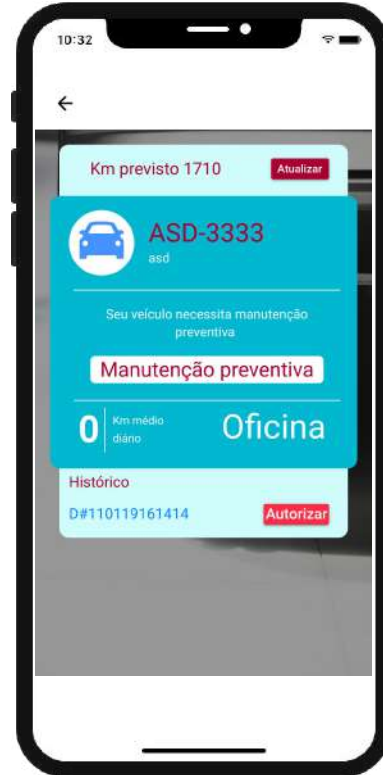 10:32
Km previsto 1710 Atualizar
ASD-3333
asd
Seu veículo necessita manutenção
preventiva
Manutenção preventiva
0 Km médio
diário
Oficina
Histórico
D#110119161414 Autorizar